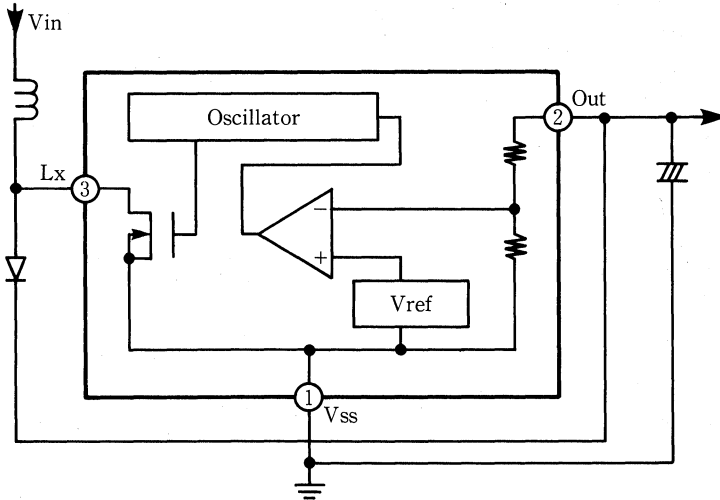 Vin
Oscillator
Out
2
Lx
3
−
+
Vref
1
Vss